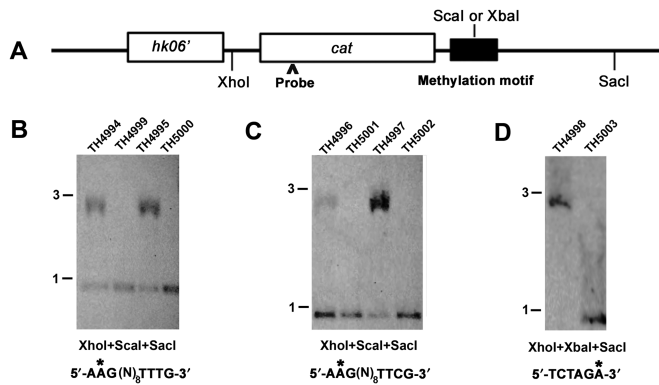 ScaI or XbaI
A
hk06'
cat
XhoI
Probe
Methylation motif
SacI
B
TH4994 TH4999 TH4995 TH5000
3
1
XhoI+ScaI+SacI
*
5'-AAG(N)8TTTG-3'
C
TH4996 TH5001 TH4997 TH5002
3
1
XhoI+ScaI+SacI
*
5'-AAG(N)8TTCG-3'
D
TH4998 TH5003
3
1
XhoI+XbaI+SacI
*
5'-TCTAGA-3'